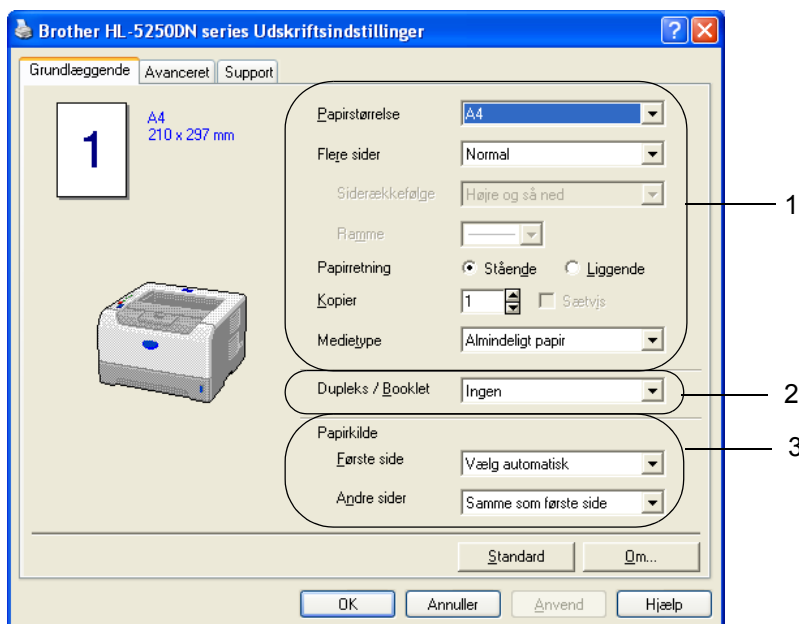 Brother HL-5250DN series Udskriftsindstillinger
Grundlæggende Avanceret Support
1
A4
210 x 297 mm
Papirstørrelse A4
Flere sider Normal
Siderækkefølge Højre og så ned
Ramme
Papirretning Stående Liggende
Kopier 1 Sætvjs
Medietype Almindeligt papir
1
Dupleks / Booklet Ingen
2
Papirkilde
3
Første side Vælg automatisk
Andre sider Samme som første side
Standard Om...
OK Annuller Anvend Hjælp